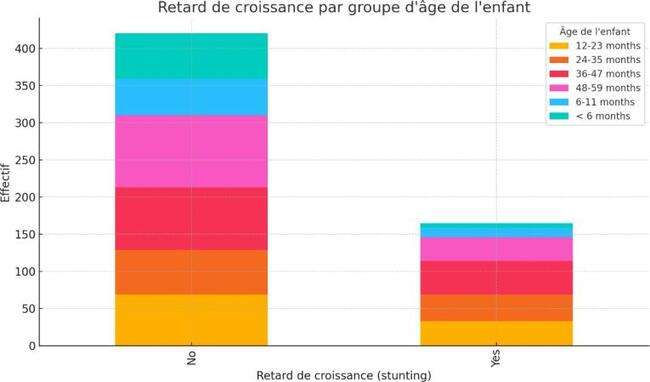 Retard de croissance par groupe d'âge de l'enfant
Âge de l'enfant
12-23 months
24-35 months
36-47 months
48-59 months
6-11 months
< 6 months
Effectif
400
350
300
250
200
150
100
50
0
No
Yes
Retard de croissance (stunting)